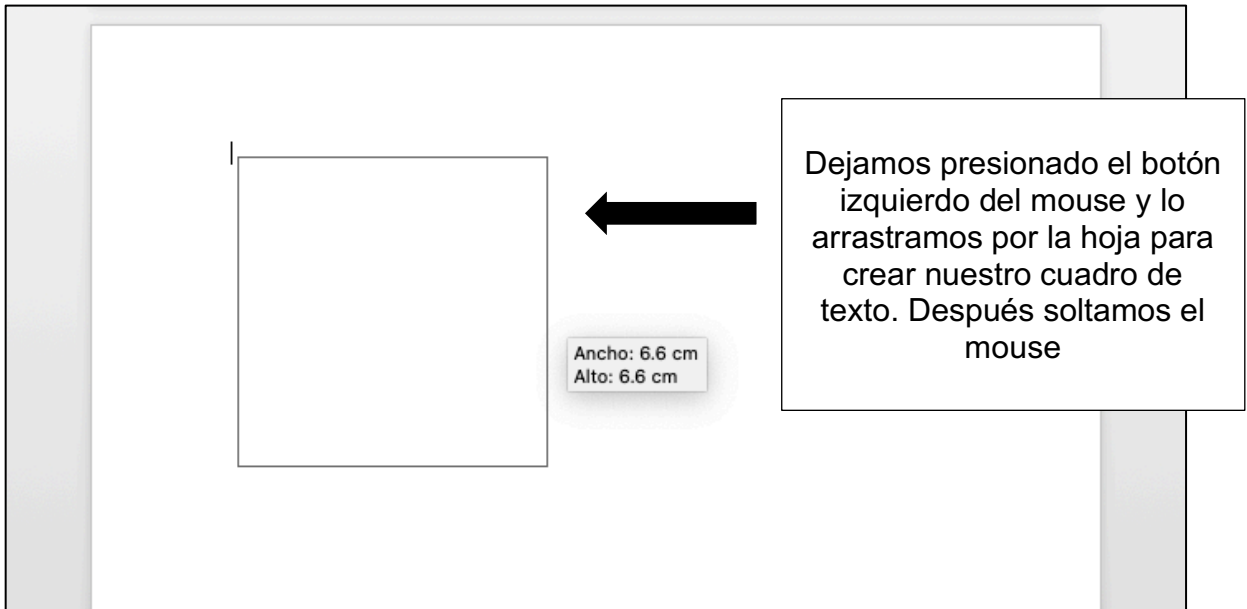 Dejamos presionado el botón
izquierdo del mouse y lo
arrastramos por la hoja para
crear nuestro cuadro de
texto. Después soltamos el
mouse
Ancho: 6.6 cm
Alto: 6.6 cm